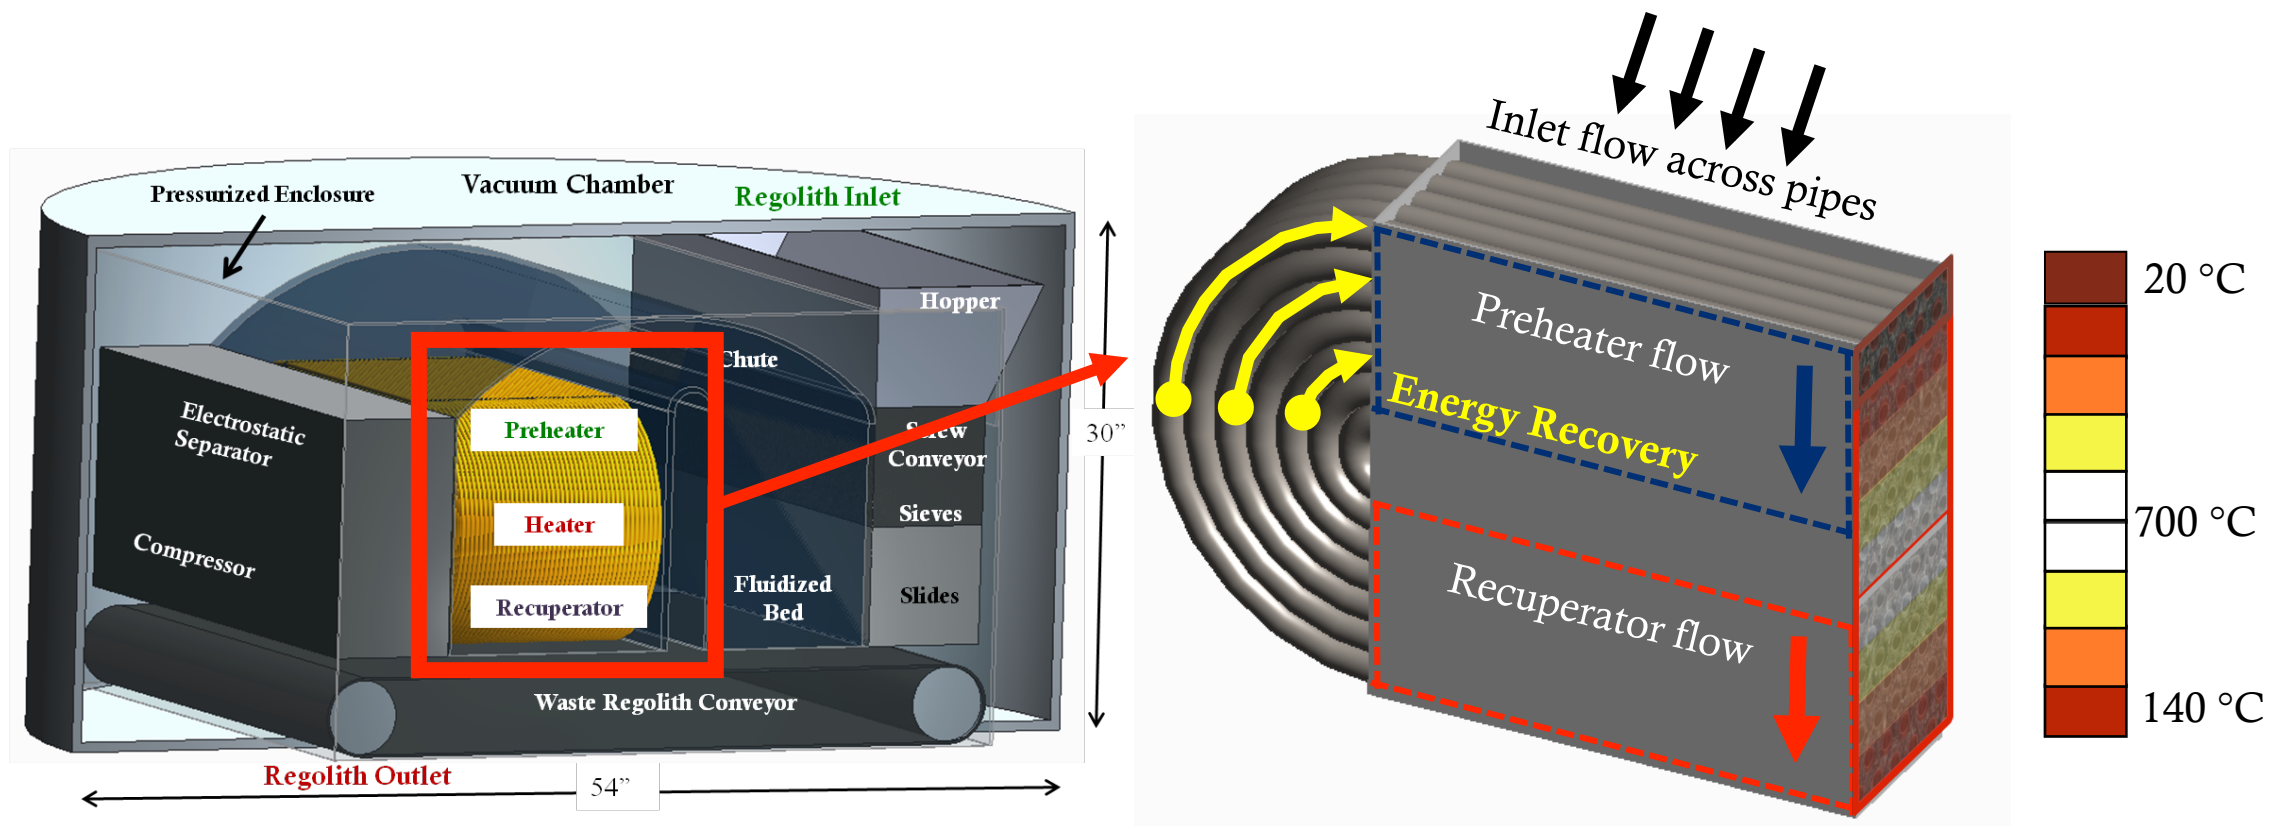 Pressurized Enclosure
Vacuum Chamber
Regolith Inlet
Hopper
Chute
Electrostatic
Separator
Compressor
Preheater
Heater
Recuperator
Screw
Conveyor
Sieves
Slides
Fluidized
Bed
Waste Regolith Conveyor
Regolith Outlet
54”
30”
Inlet flow across pipes
Preheater flow
Energy Recovery
Recuperator flow
20 °C
700 °C
140 °C